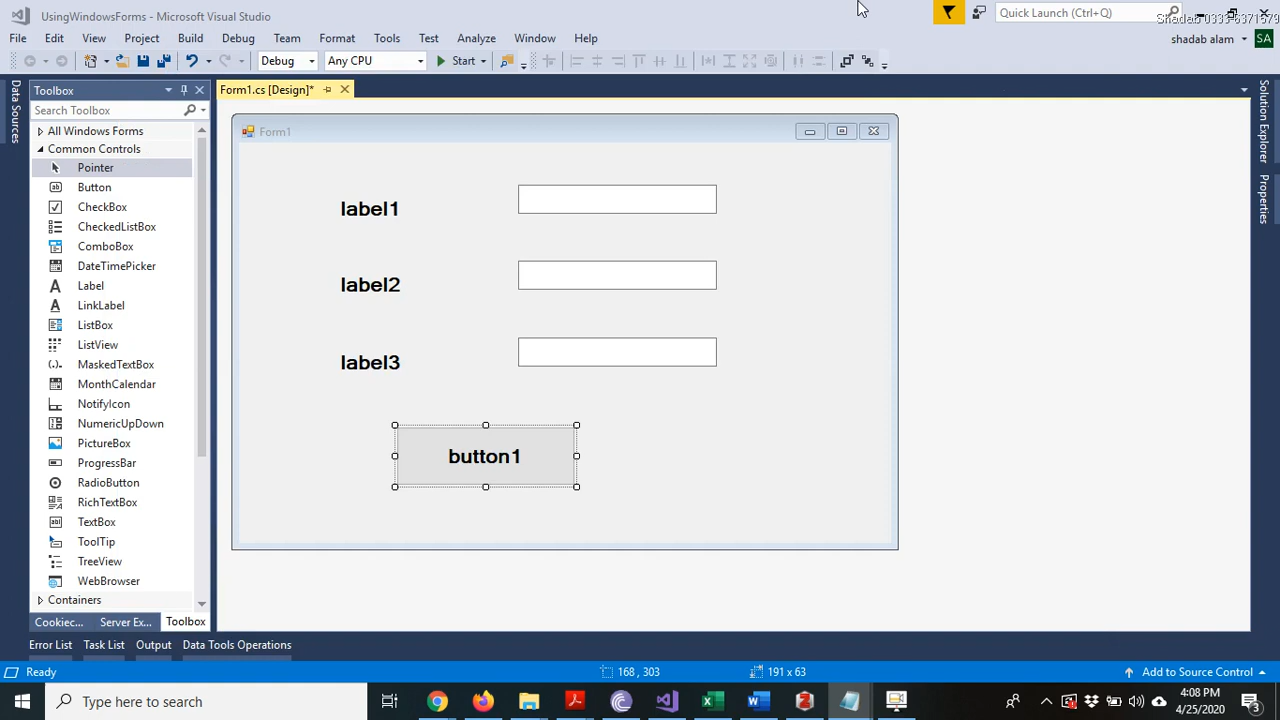 UsingWindowsForms - Microsoft Visual Studio
Quick Launch (Ctrl+Q)
Shadab 0333 6371579
File Edit View Project Build Debug Team Format Tools Test Analyze Window Help
shadab alam SA
Debug Any CPU Start
Data Sources
Toolbox
Search Toolbox
All Windows Forms
Common Controls
Pointer
Button
CheckBox
CheckedListBox
ComboBox
DateTimePicker
Label
LinkLabel
ListBox
ListView
MaskedTextBox
MonthCalendar
NotifyIcon
NumericUpDown
PictureBox
ProgressBar
RadioButton
RichTextBox
TextBox
ToolTip
TreeView
WebBrowser
Containers
Cookiec... Server Ex... Toolbox
Form1.cs [Design]*
Form1
label1
label2
label3
button1
Solution Explorer
Properties
Error List Task List Output Data Tools Operations
Ready 168 , 303 191 x 63 Add to Source Control
Type here to search
4:08 PM
4/25/2020
3